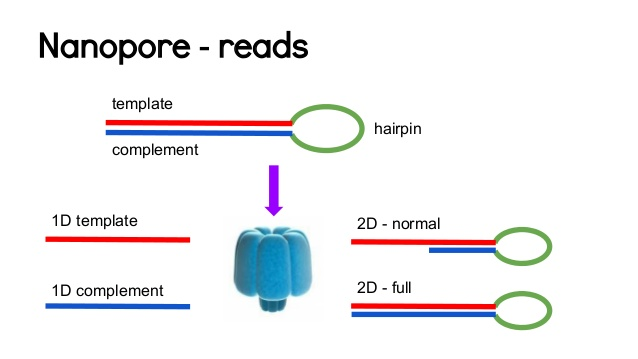 Nanopore - reads
template
hairpin
complement
1D template
2D - normal
1D complement
2D - full